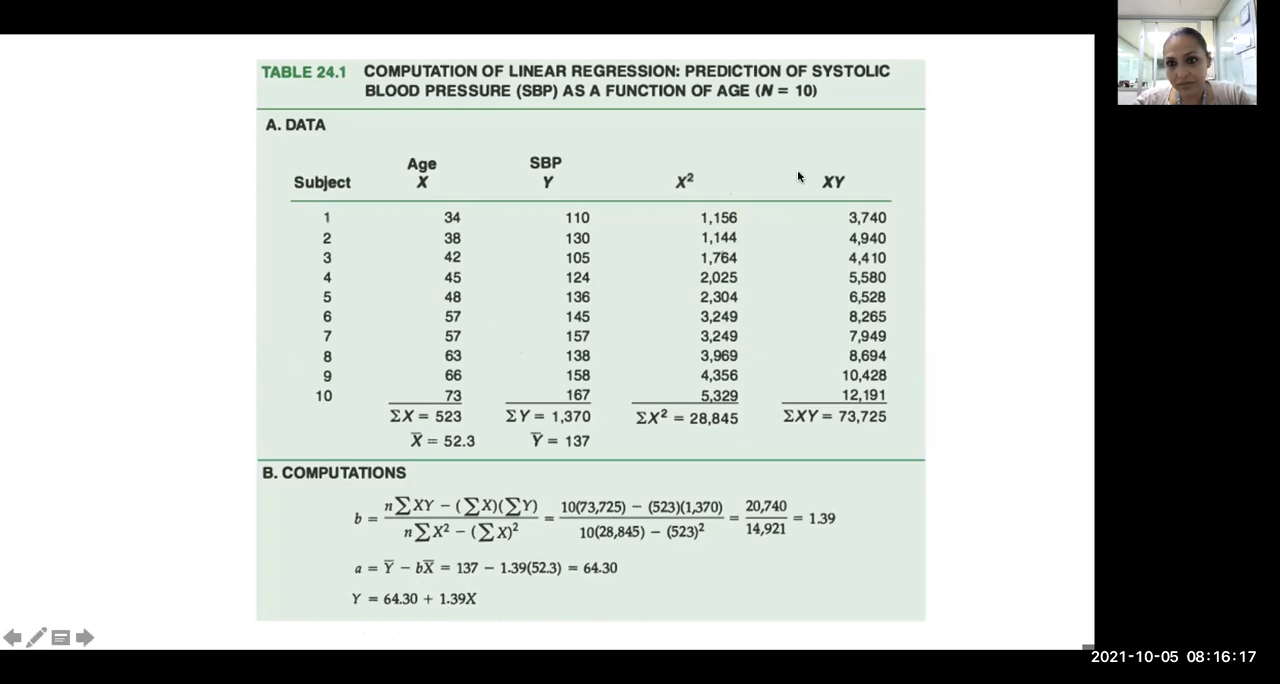 TABLE 24.1 COMPUTATION OF LINEAR REGRESSION: PREDICTION OF SYSTOLIC
BLOOD PRESSURE (SBP) AS A FUNCTION OF AGE (N = 10)
A. DATA
Age SBP
Subject X Y X² XY
1 34 110 1,156 3,740
2 38 130 1,144 4,940
3 42 105 1,764 4,410
4 45 124 2,025 5,580
5 48 136 2,304 6,528
6 57 145 3,249 8,265
7 57 157 3,249 7,949
8 63 138 3,969 8,694
9 66 158 4,356 10,428
10 73 167 5,329 12,191
ΣX = 523 ΣY = 1,370 ΣX² = 28,845 ΣXY = 73,725
X̄ = 52.3 Ȳ = 137
B. COMPUTATIONS
b = n∑XY − (∑X)(∑Y) / n∑X² − (∑X)² = 10(73,725) − (523)(1,370) / 10(28,845) − (523)² = 20,740 / 14,921 = 1.39
a = Ȳ − bX̄ = 137 − 1.39(52.3) = 64.30
Y = 64.30 + 1.39X
2021-10-05 08:16:17